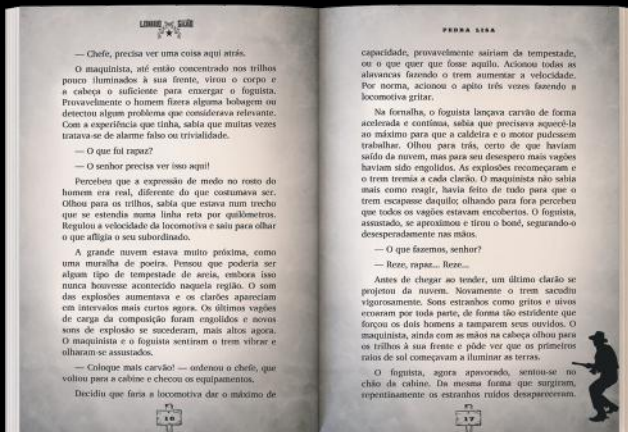 — Chefe, precisa ver uma coisa aqui atrás.
O maquinista, até então concentrado nos trilhos
pouco iluminados à sua frente, virou o corpo e
a cabeça o suficiente para enxergar o foguista.
Provavelmente o homem fizera alguma bobagem ou
detectou algum problema que considerava relevante.
Com a experiência que tinha, sabia que muitas vezes
tratava-se de alarme falso ou trivialidade.
— O que foi rapaz?
— O senhor precisa ver isso aqui!
Percebeu que a expressão de medo no rosto do
homem era real, diferente do que costumava ser.
Olhou para os trilhos, sabia que estava num trecho
que se estendia numa linha reta por quilômetros.
Regulou a velocidade da locomotiva e saiu para olhar
o que afligia o seu subordinado.
A grande nuvem estava muito próxima, como
uma muralha de poeira. Pensou que poderia ser
algum tipo de tempestade de areia, embora isso
nunca houvesse acontecido naquela região. O som
das explosões aumentava e os clarões apareciam
em intervalos mais curtos agora. Os últimos vagões
de carga da composição foram engolidos e novos
sons de explosão se sucederam, mais altos agora.
O maquinista e o foguista sentiram o trem vibrar e
olharam-se assustados.
— Coloque mais carvão! — ordenou o chefe, que
voltou para a cabine e checou os equipamentos.
Decidiu que faria a locomotiva dar o máximo de
16
PEDRA LISA
capacidade, provavelmente sairiam da tempestade,
ou o que quer que fosse aquilo. Acionou todas as
alavancas fazendo o trem aumentar a velocidade.
Por norma, acionou o apito três vezes fazendo a
locomotiva gritar.
Na fornalha, o foguista lançava carvão de forma
acelerada e contínua, sabia que precisava aquecê-la
ao máximo para que a caldeira e o motor pudessem
trabalhar. Olhou para trás, certo de que haviam
saído da nuvem, mas para seu desespero mais vagões
haviam sido engolidos. As explosões recomeçaram e
o trem tremia a cada clarão. O maquinista não sabia
mais como reagir, havia feito de tudo para que o
trem escapasse daquilo; olhando para fora percebeu
que todos os vagões estavam encobertos. O foguista,
assustado, se aproximou e tirou o boné, segurando-o
desesperadamente nas mãos.
— O que fazemos, senhor?
— Reze, rapaz... Reze...
Antes de chegar ao tender, um último clarão se
projetou da nuvem. Novamente o trem sacudiu
vigorosamente. Sons estranhos como gritos e uivos
ecoaram por toda parte, de forma tão estridente que
forçou os dois homens a tamparem seus ouvidos. O
maquinista, ainda com as mãos na cabeça olhou para
os trilhos à sua frente e pôde ver que os primeiros
raios de sol começavam a iluminar as terras.
O foguista, agora apavorado, sentou-se no
chão da cabine. Da mesma forma que surgiram,
repentinamente os estranhos ruídos desapareceram.
17